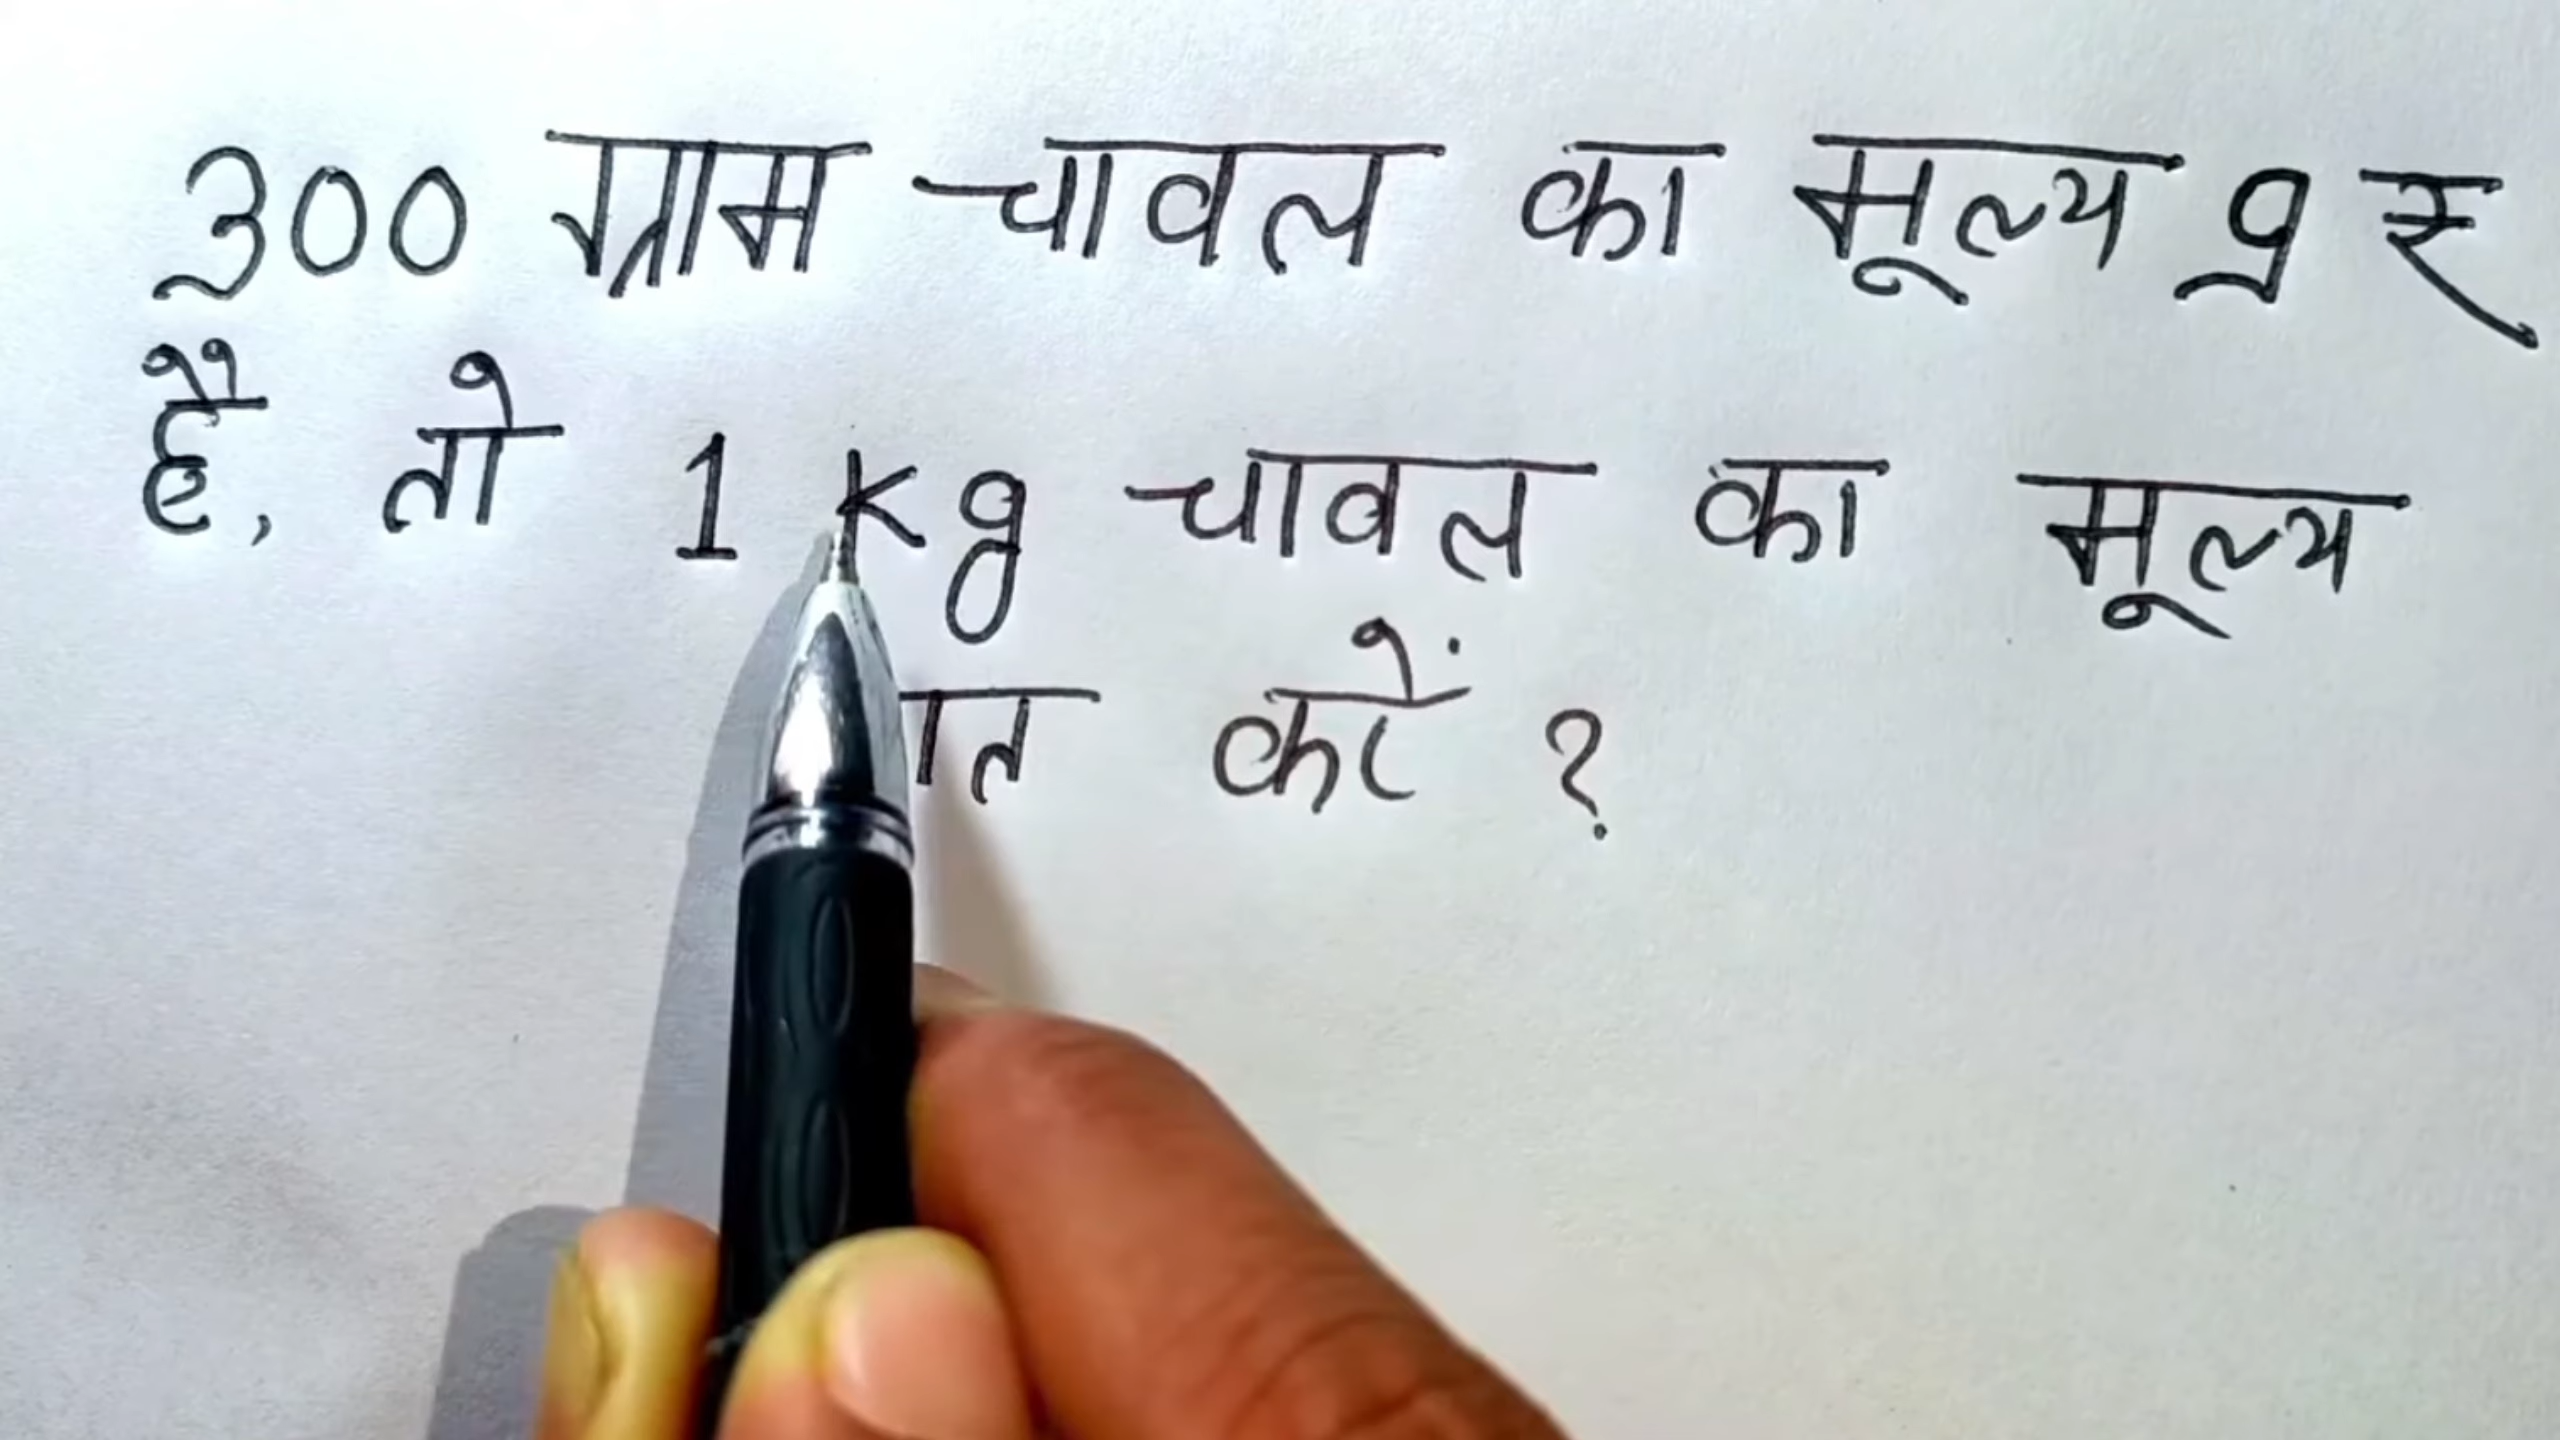 300 ग्राम चावल का मूल्य 9 ₹
है, तो 1 kg चावल का मूल्य
करें ?